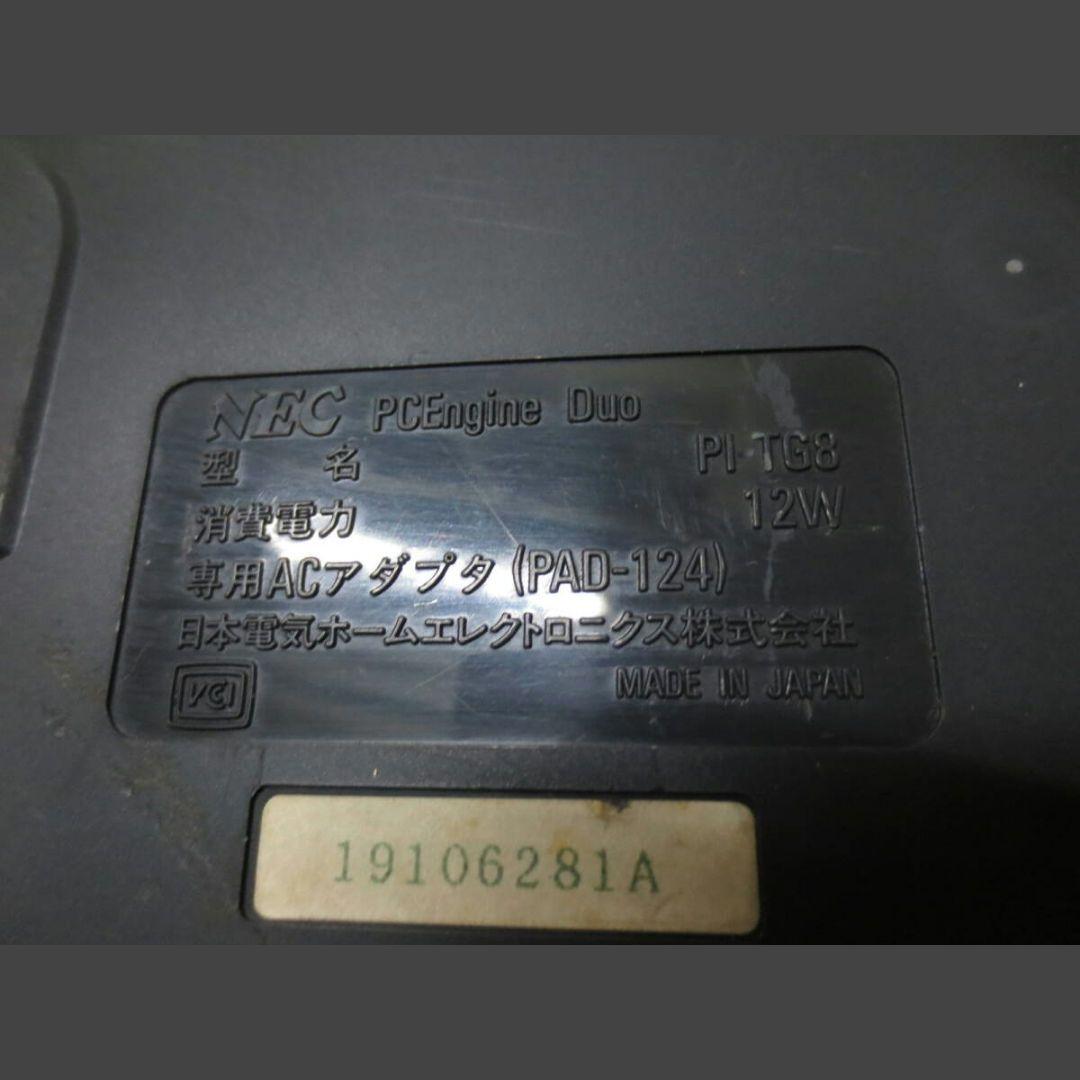 NEC PCEngine Duo
型名 PI-TG8
消費電力 12W
専用ACアダプタ(PAD-124)
日本電気ホームエレクトロニクス株式会社
VCI MADE IN JAPAN
19106281A